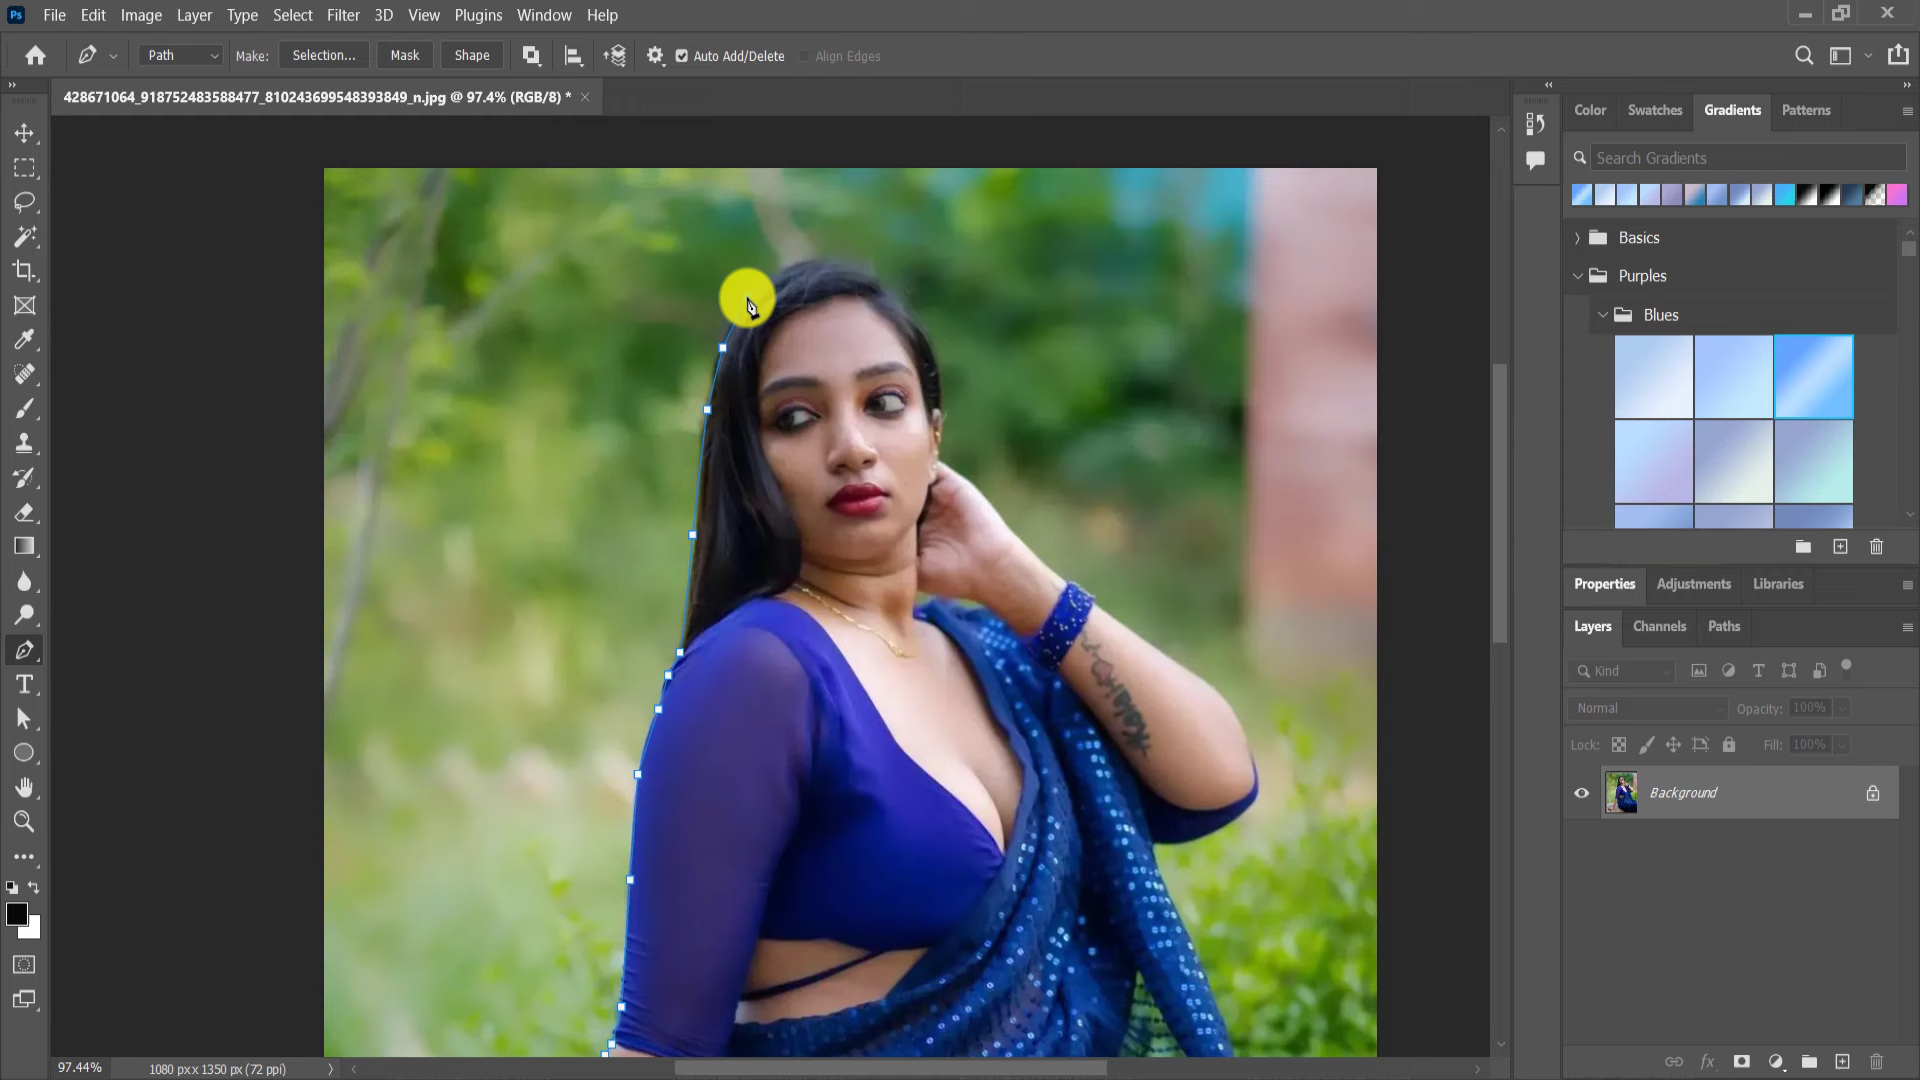 Ps File Edit Image Layer Type Select Filter 3D View Plugins Window Help
Path Make: Selection... Mask Shape Auto Add/Delete Align Edges
428671064_918752483588477_810243699548393849_n.jpg @ 97.4% (RGB/8) *
Color Swatches Gradients Patterns
Search Gradients
Basics
Purples
Blues
Properties Adjustments Libraries
Layers Channels Paths
Kind
Normal Opacity: 100%
Lock: Fill: 100%
Background
97.44% 1080 px x 1350 px (72 ppi)